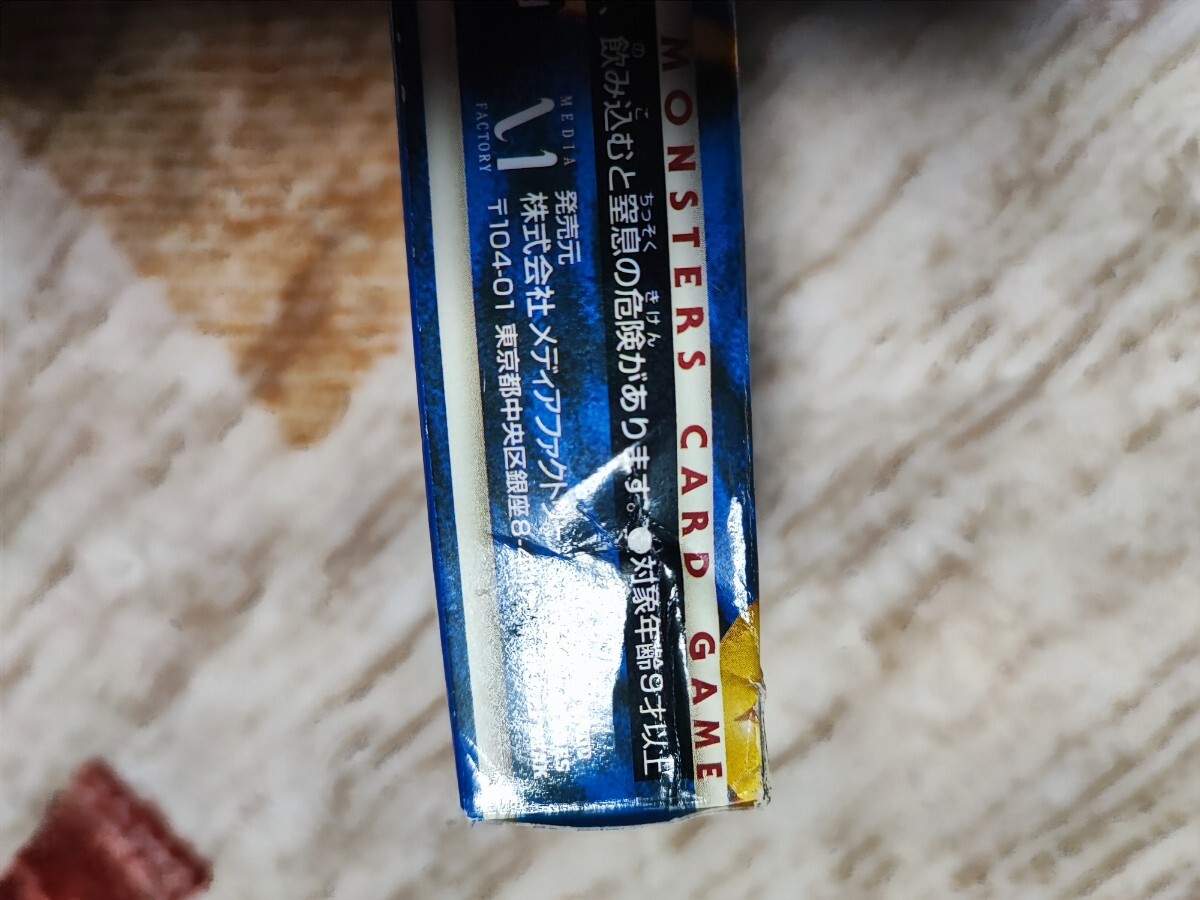 MONSTERS CARD GAME
飲み込むと窒息の危険があります。●対象年齢9才以上
MEDIA
FACTORY
発売元
株式会社メディアファクトリ
〒104-01 東京都中央区銀座8-